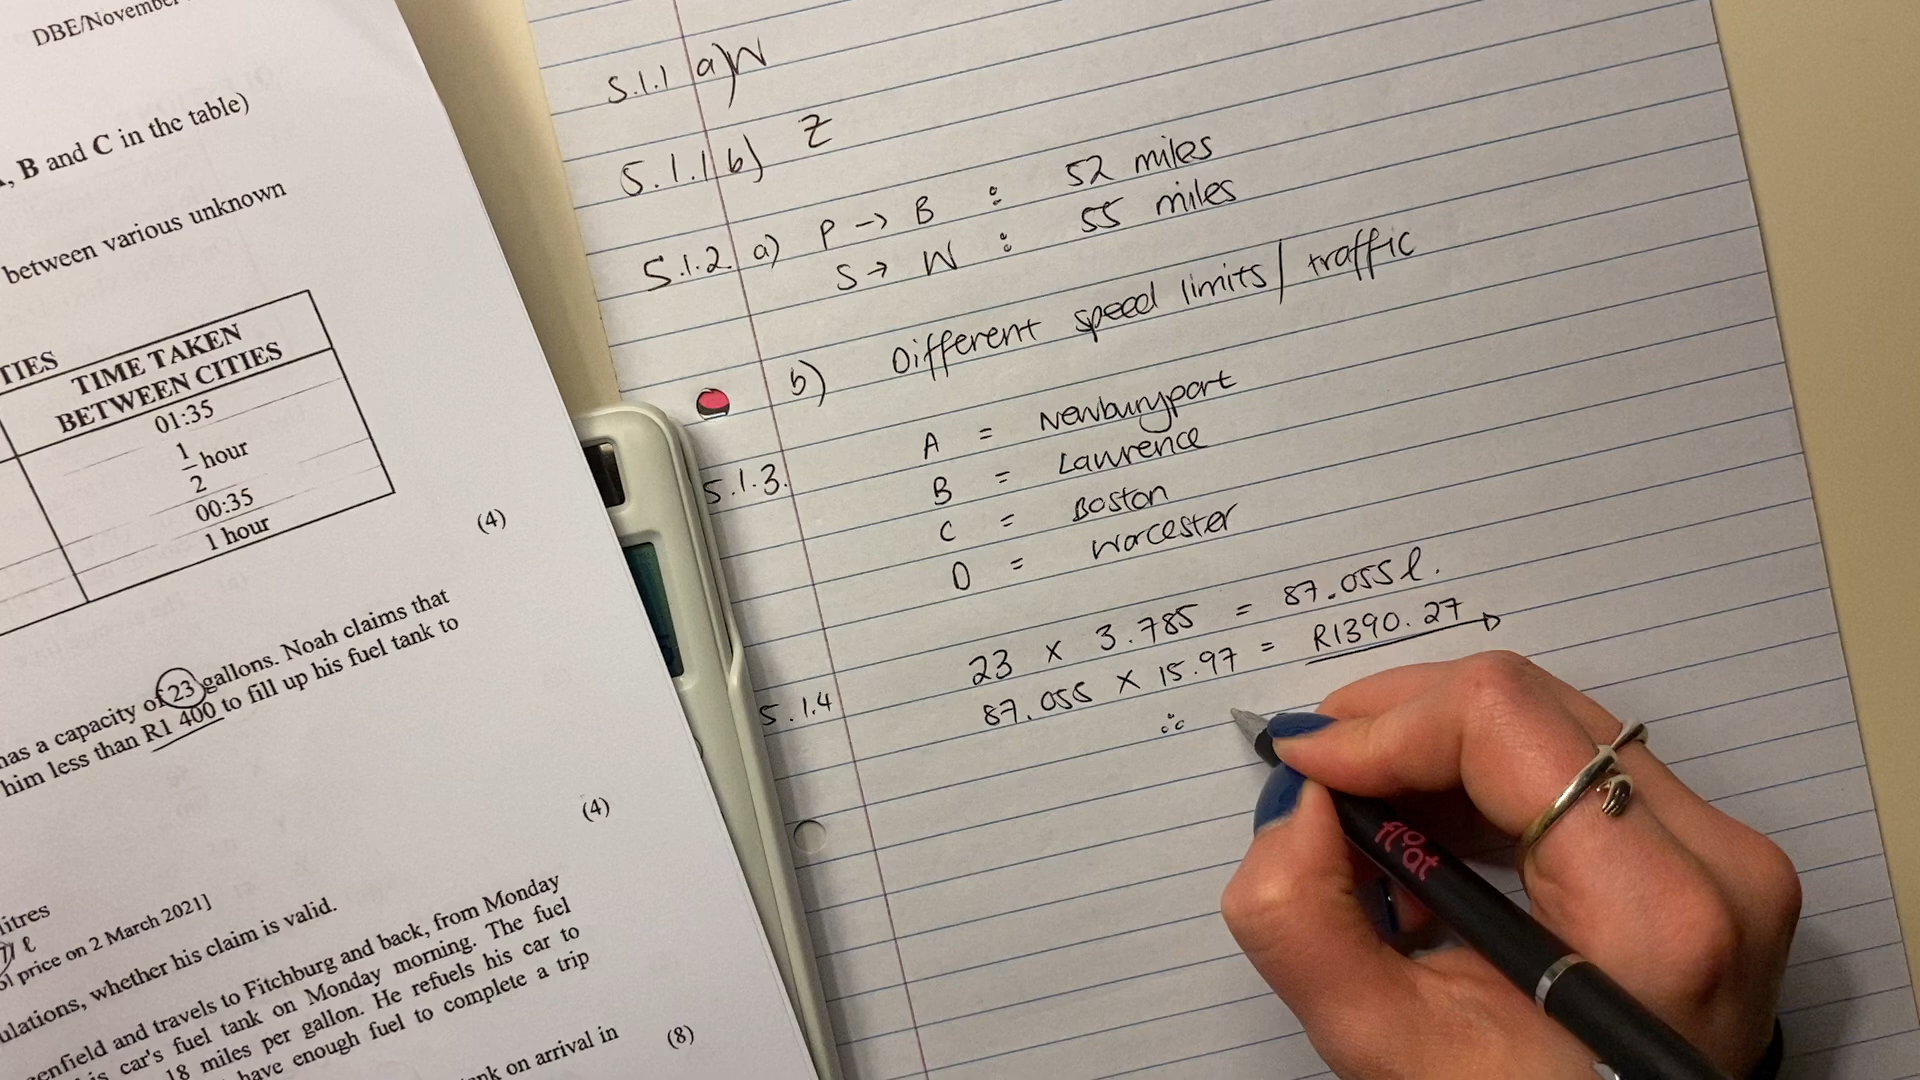 DBE/November
B and C in the table)
between various unknown
TIES
TIME TAKEN
BETWEEN CITIES
01:35
1/2 hour
00:35
1 hour
(4)
has a capacity of 23 gallons. Noah claims that
him less than R1 400 to fill up his fuel tank to
(4)
litres
ℓ
price on 2 March 2021]
whether his claim is valid.
and travels to Fitchburg and back, from Monday
car's fuel tank on Monday morning. The fuel
18 miles per gallon. He refuels his car to
have enough fuel to complete a trip
on arrival in
(8)
5.1.1 a) W
5.1.1 b) Z
5.1.2. a) P → B : 52 miles
S → W : 55 miles
b) Different speed limits / traffic
5.1.3. A = Newburyport
B = Lawrence
C = Boston
D = Worcester
5.1.4 23 × 3.785 = 87.055 ℓ.
87.055 × 15.97 = R1390.27
∴
float